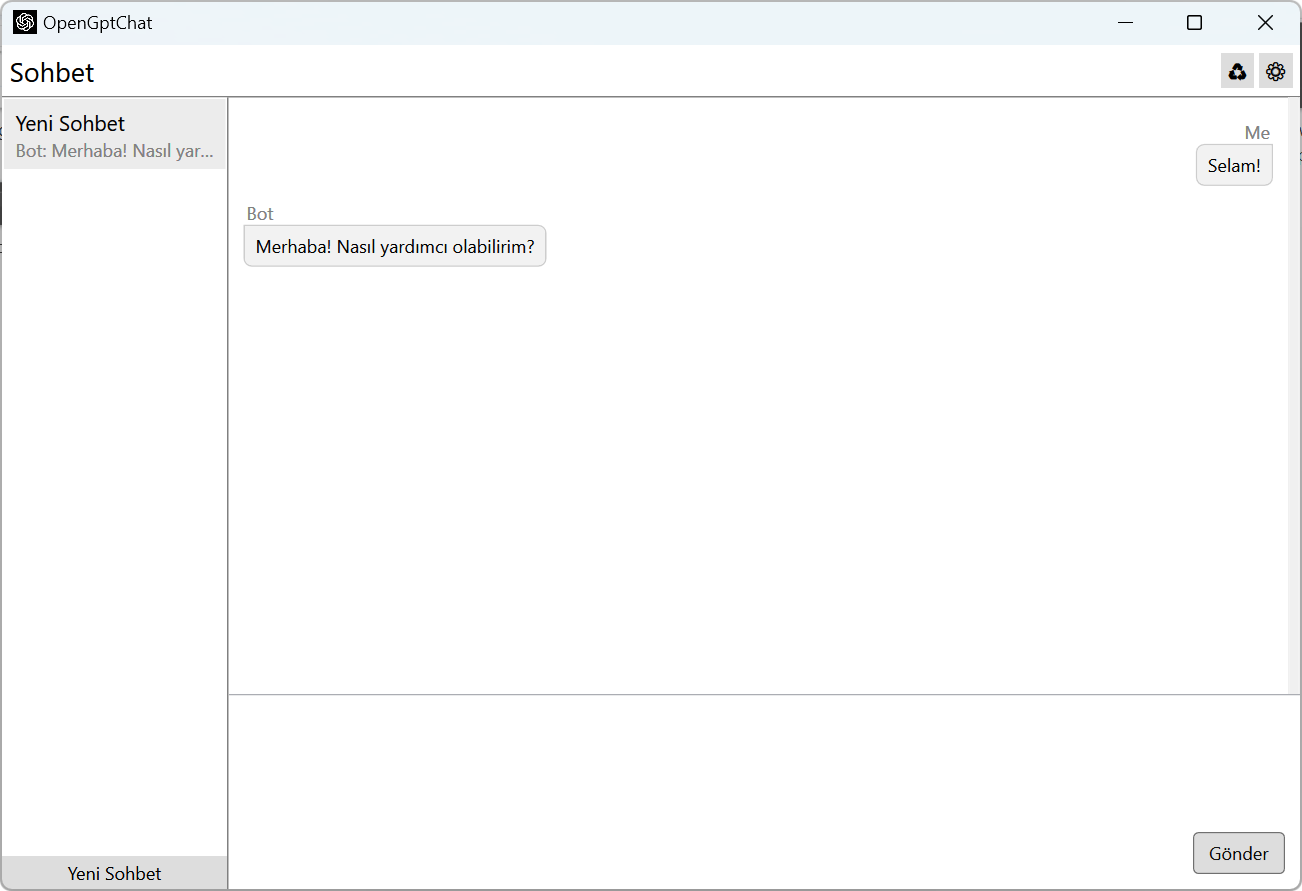 OpenGptChat
Sohbet
Yeni Sohbet
Bot: Merhaba! Nasıl yar...
Me
Selam!
Bot
Merhaba! Nasıl yardımcı olabilirim?
Gönder
Yeni Sohbet